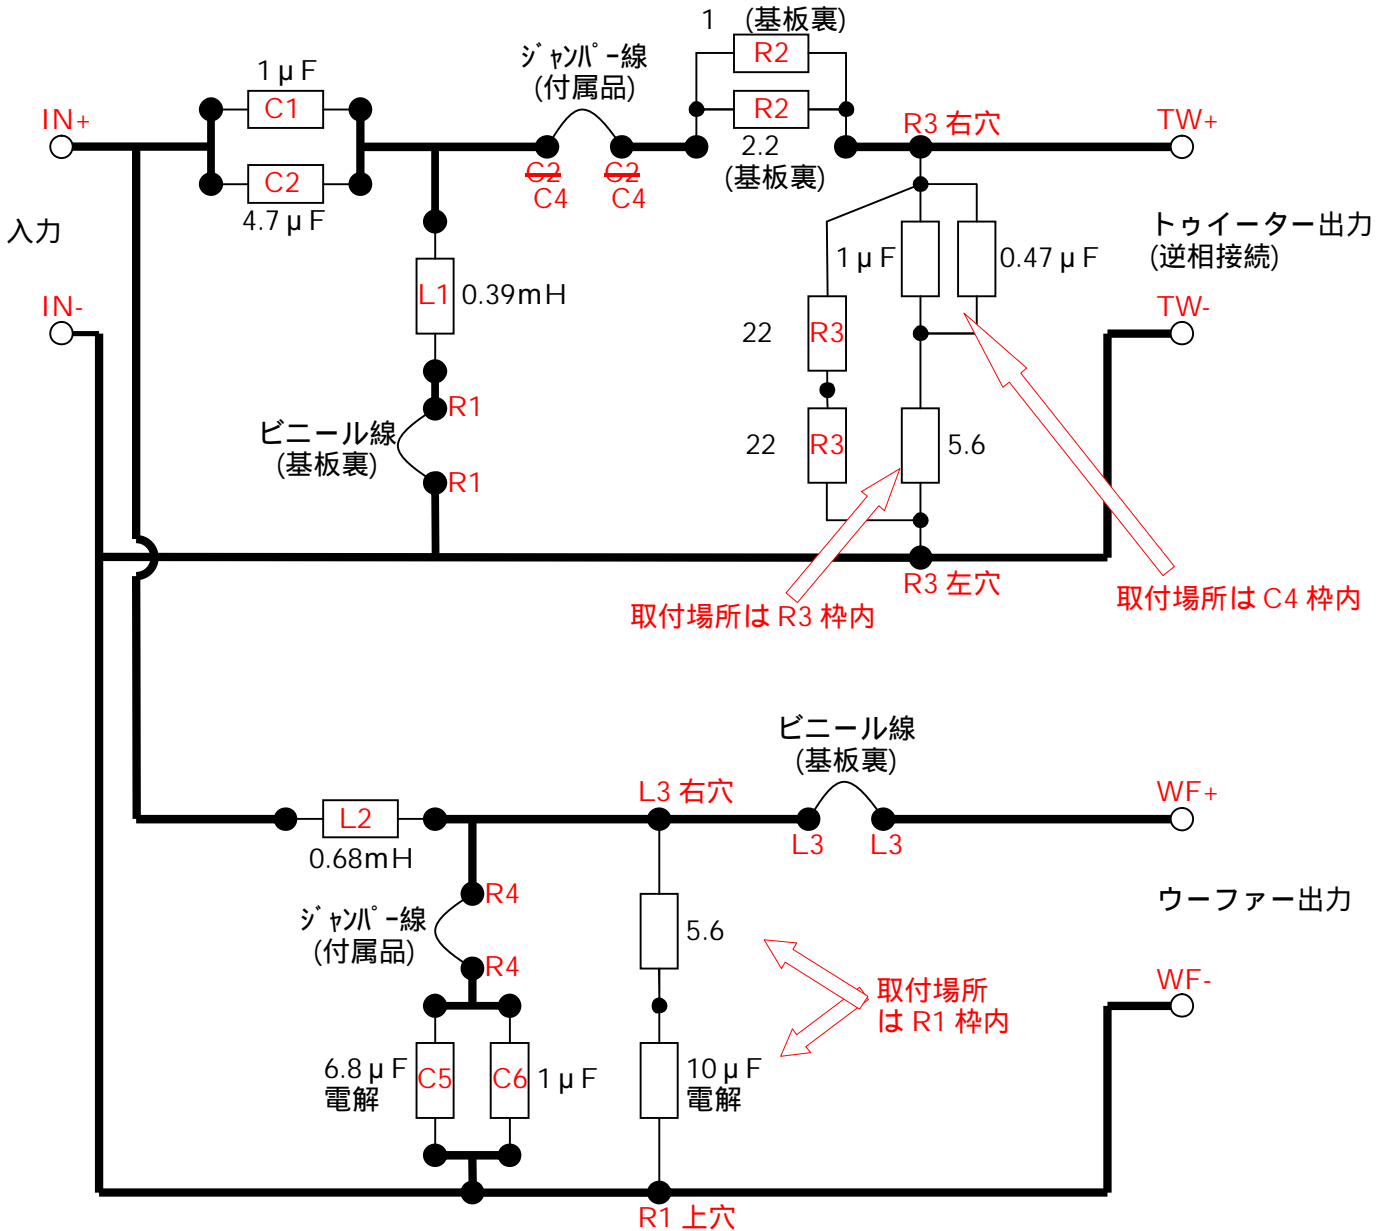 1 (基板裏)
R2
ｼﾞｬﾝﾊﾟｰ線
(付属品)
1μF
C1
R2
IN+
R3 右穴
TW+
2.2
(基板裏)
C2
4.7μF
C2
C4
C2
C4
入力
トゥイーター出力
(逆相接続)
1μF
0.47μF
L1
0.39mH
IN-
TW-
22
R3
R1
ビニール線
(基板裏)
22
R3
5.6
R1
R3 左穴
取付場所は R3 枠内
取付場所は C4 枠内
ビニール線
(基板裏)
L3 右穴
WF+
L2
0.68mH
L3
L3
R4
ｼﾞｬﾝﾊﾟｰ線
(付属品)
R4
5.6
ウーファー出力
取付場所
は R1 枠内
WF-
6.8μF
電解
C5
C6
1μF
10μF
電解
R1 上穴